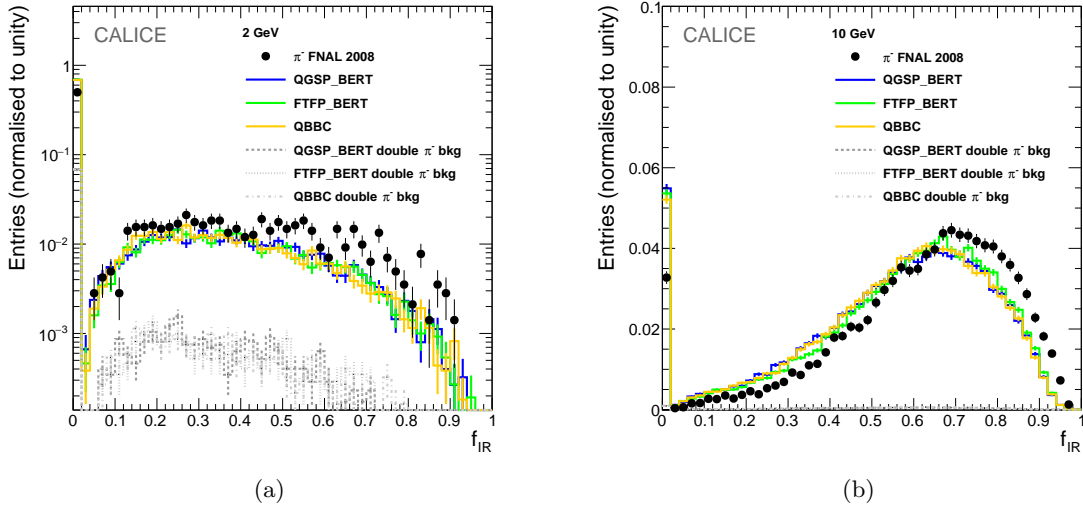 CALICE
2 GeV
π⁻ FNAL 2008
QGSP_BERT
FTFP_BERT
QBBC
QGSP_BERT double π⁻ bkg
FTFP_BERT double π⁻ bkg
QBBC double π⁻ bkg
Entries (normalised to unity)
1
10⁻¹
10⁻²
10⁻³
0 0.1 0.2 0.3 0.4 0.5 0.6 0.7 0.8 0.9 1
f_IR
(a)
CALICE
10 GeV
π⁻ FNAL 2008
QGSP_BERT
FTFP_BERT
QBBC
QGSP_BERT double π⁻ bkg
FTFP_BERT double π⁻ bkg
QBBC double π⁻ bkg
Entries (normalised to unity)
0.1
0.08
0.06
0.04
0.02
0
0 0.1 0.2 0.3 0.4 0.5 0.6 0.7 0.8 0.9 1
f_IR
(b)